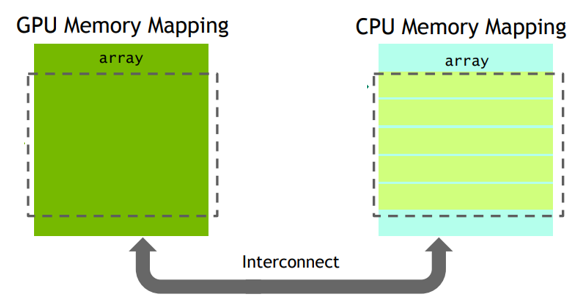 GPU Memory Mapping
array
CPU Memory Mapping
array
Interconnect